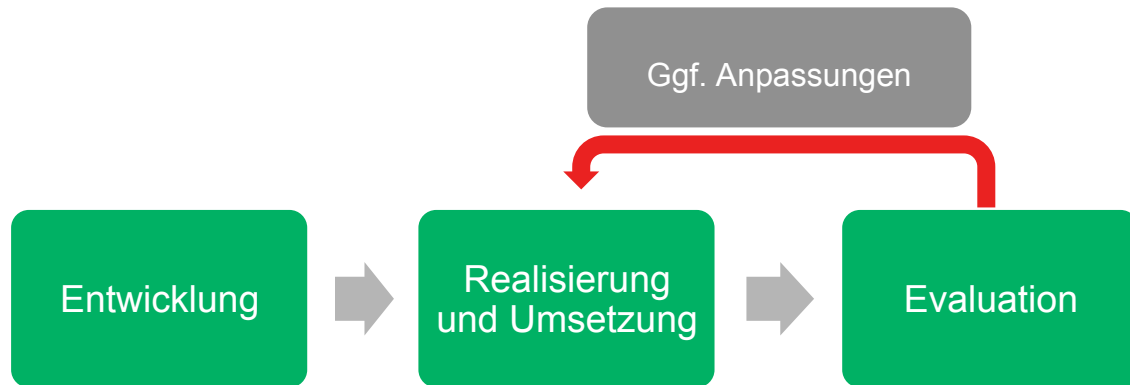 Ggf. Anpassungen
Entwicklung
Realisierung
und Umsetzung
Evaluation